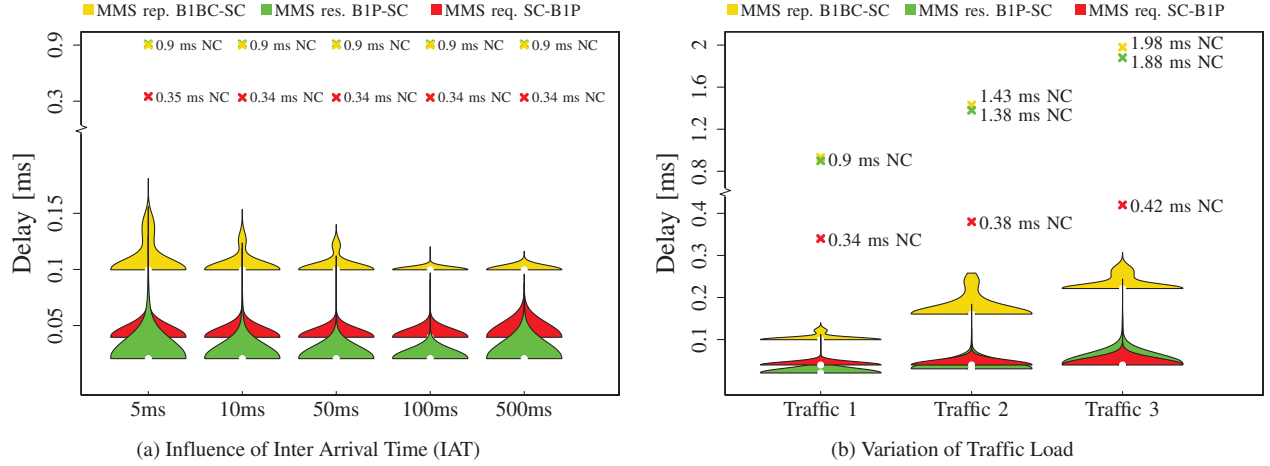 MMS rep. B1BC-SC MMS res. B1P-SC MMS req. SC-B1P
0.9 ms NC 0.9 ms NC 0.9 ms NC 0.9 ms NC 0.9 ms NC
0.35 ms NC 0.34 ms NC 0.34 ms NC 0.34 ms NC 0.34 ms NC
Delay [ms]
0.9
0.3
0.15
0.1
0.05
5ms 10ms 50ms 100ms 500ms
(a) Influence of Inter Arrival Time (IAT)
MMS rep. B1BC-SC MMS res. B1P-SC MMS req. SC-B1P
1.98 ms NC
1.88 ms NC
1.43 ms NC
1.38 ms NC
0.9 ms NC
0.42 ms NC
0.38 ms NC
0.34 ms NC
Delay [ms]
2
1.6
1.2
0.8
0.4
0.3
0.2
0.1
Traffic 1 Traffic 2 Traffic 3
(b) Variation of Traffic Load